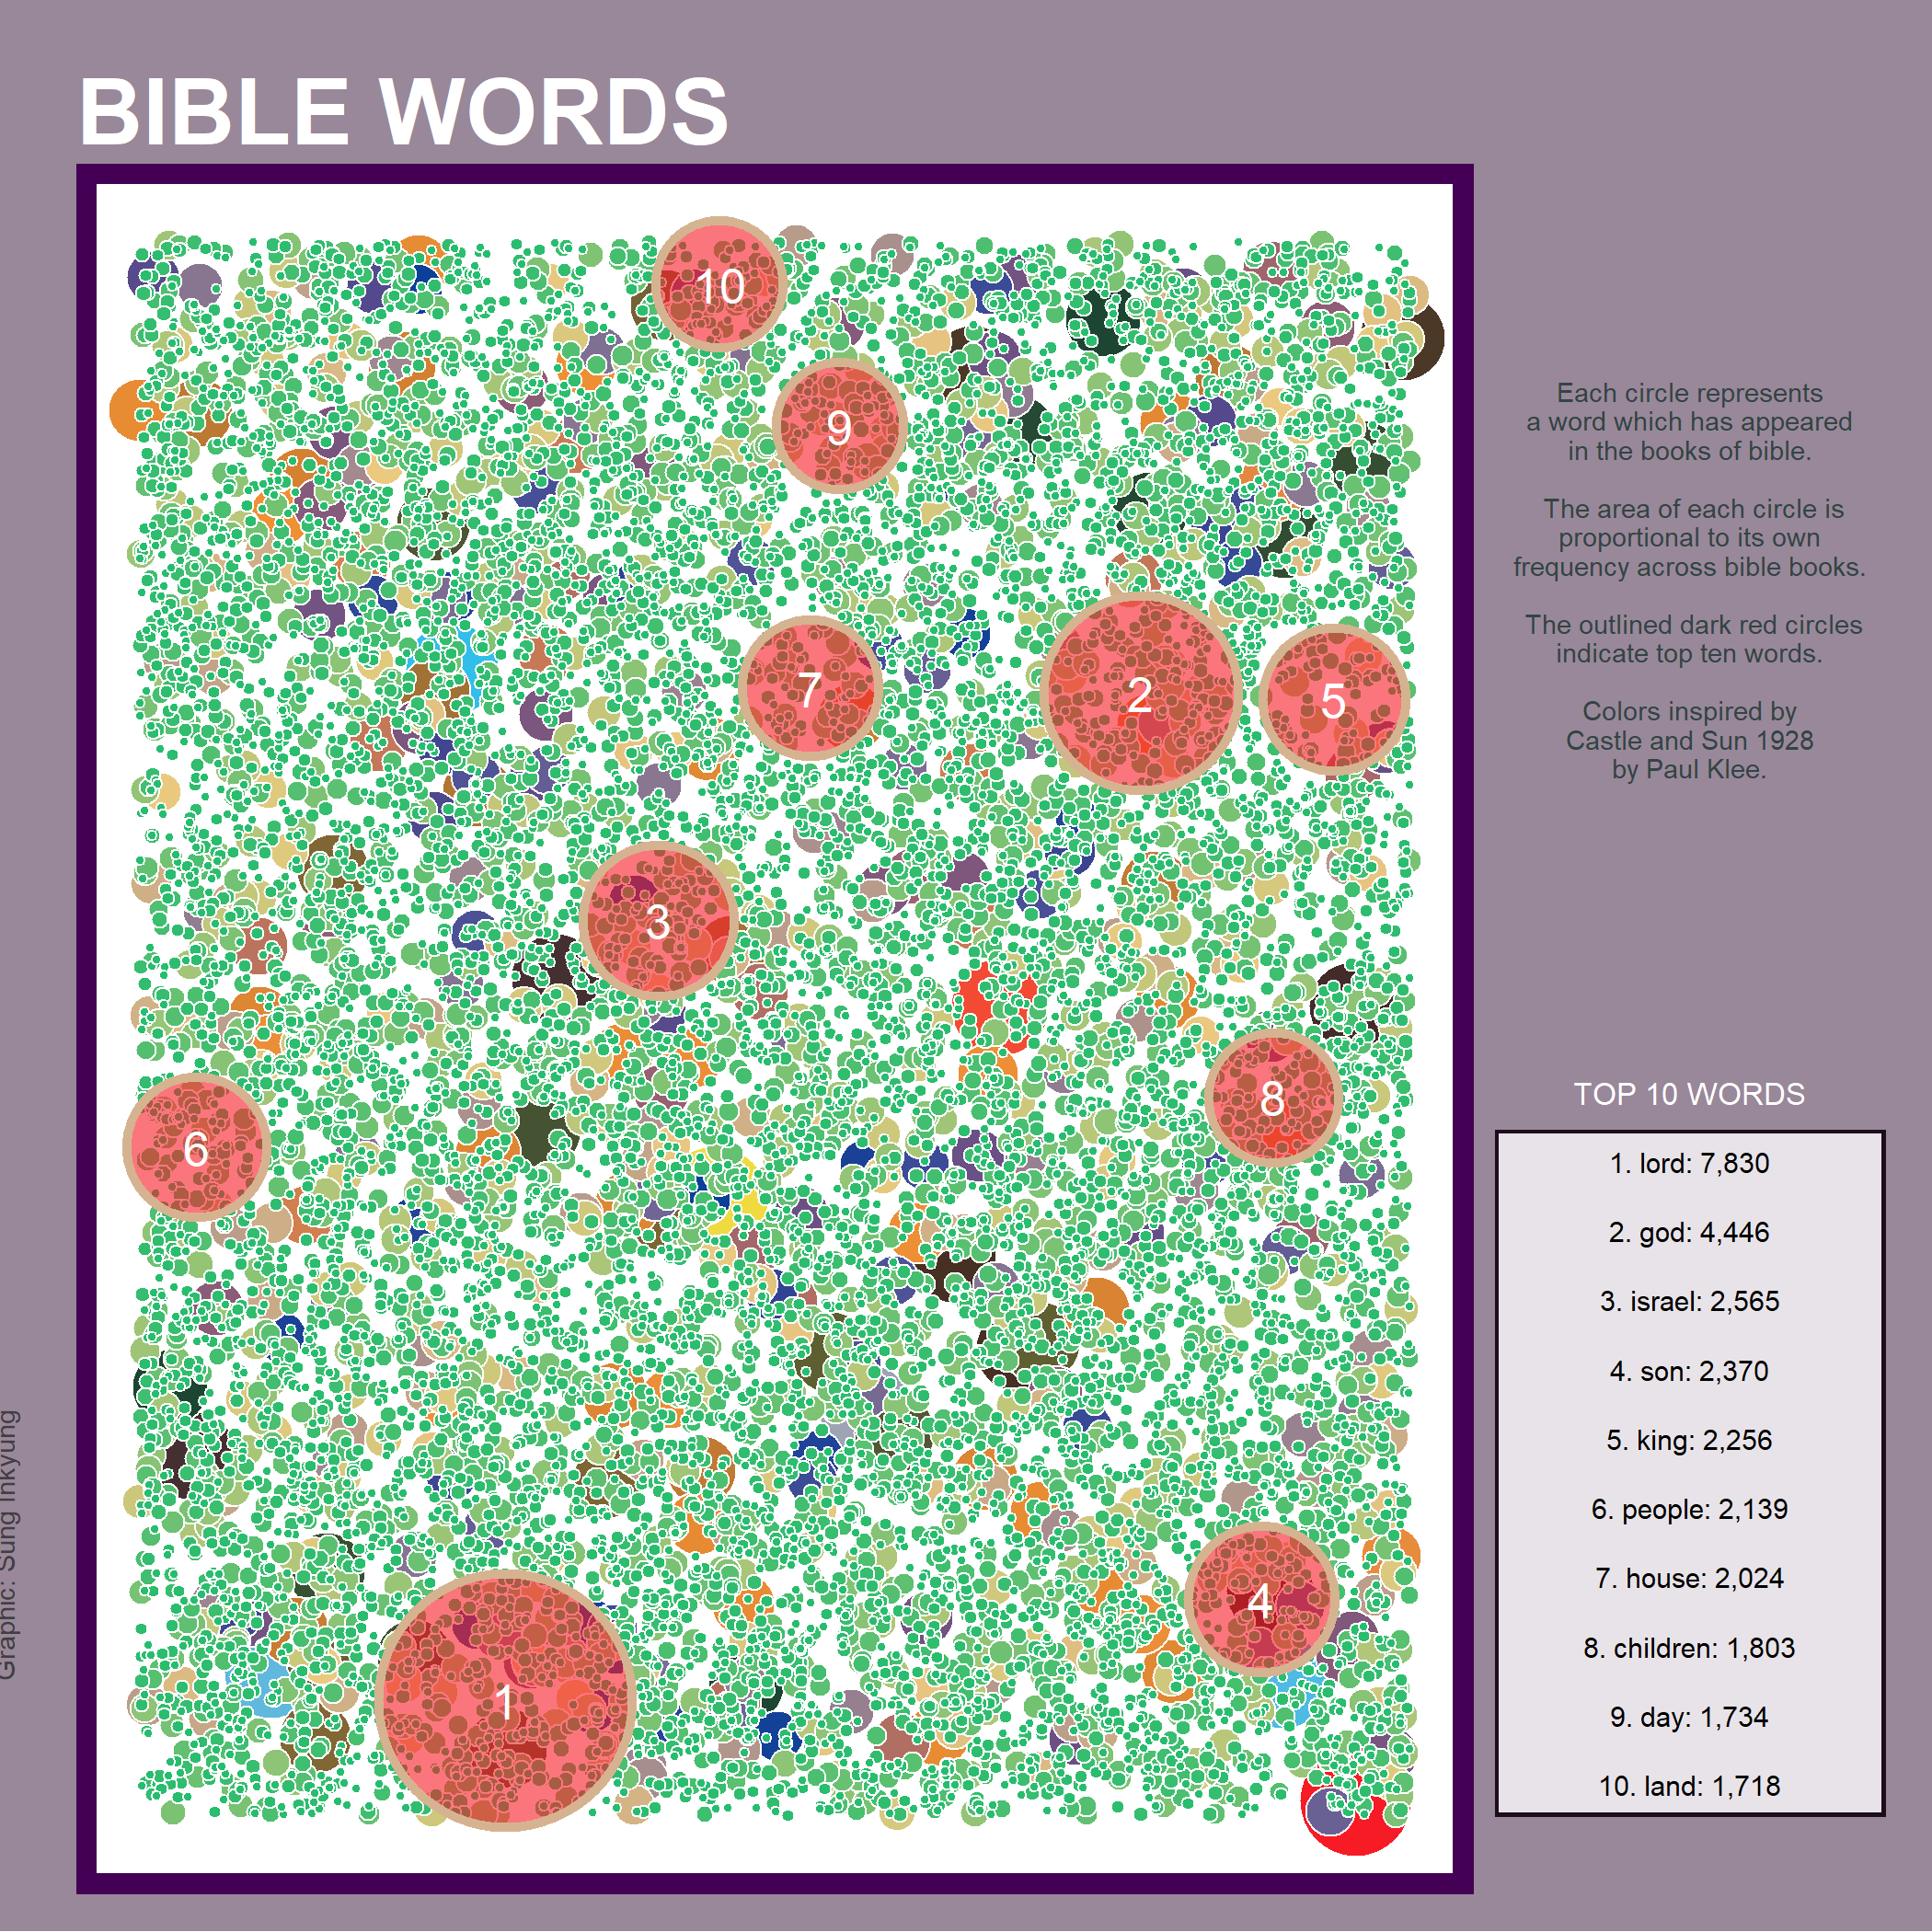 BIBLE WORDS
10
9
7
2
5
3
8
6
4
1
Each circle represents
a word which has appeared
in the books of bible.
The area of each circle is
proportional to its own
frequency across bible books.
The outlined dark red circles
indicate top ten words.
Colors inspired by
Castle and Sun 1928
by Paul Klee.
TOP 10 WORDS
1. lord: 7,830
2. god: 4,446
3. israel: 2,565
4. son: 2,370
5. king: 2,256
6. people: 2,139
7. house: 2,024
8. children: 1,803
9. day: 1,734
10. land: 1,718
Graphic: Sung Inkyung